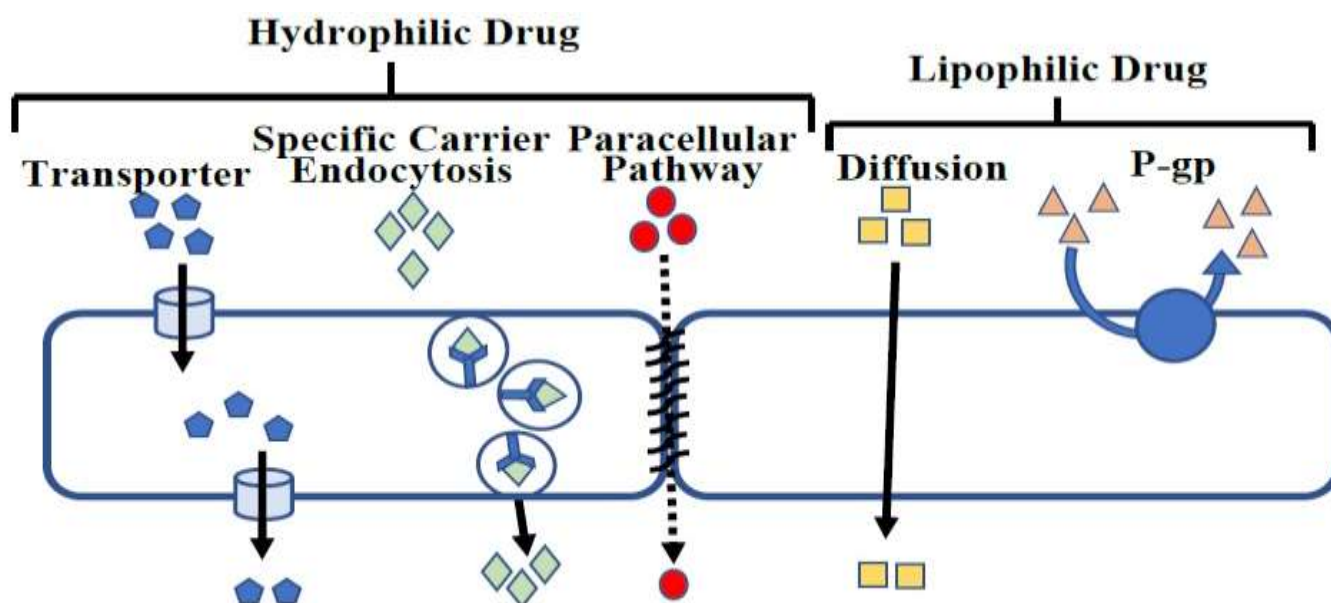 Hydrophilic Drug
Lipophilic Drug
Transporter
Specific Carrier
Endocytosis
Paracellular
Pathway
Diffusion
P-gp